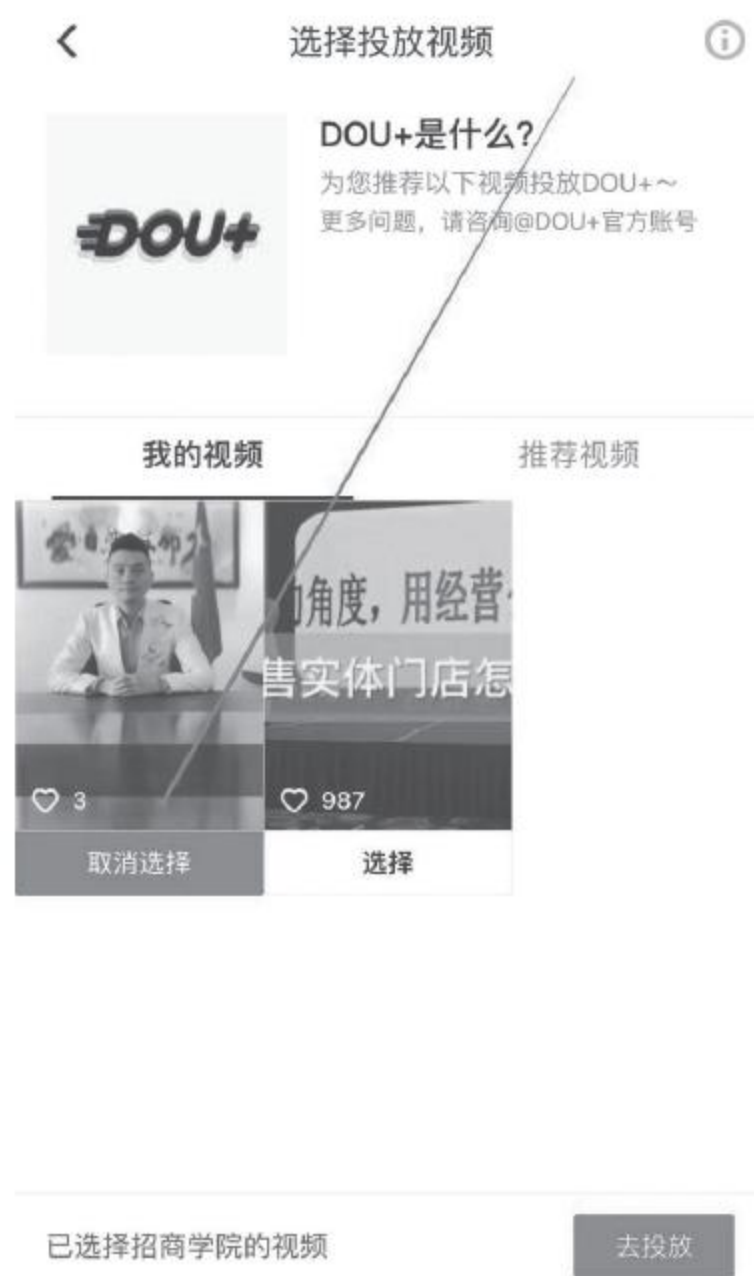 选择投放视频
DOU+是什么?
为您推荐以下视频投放DOU+～
更多问题，请咨询@DOU+官方账号
DOU+
我的视频
推荐视频
角度，用经营
售实体门店怎
3
987
取消选择
选择
已选择招商学院的视频
去投放